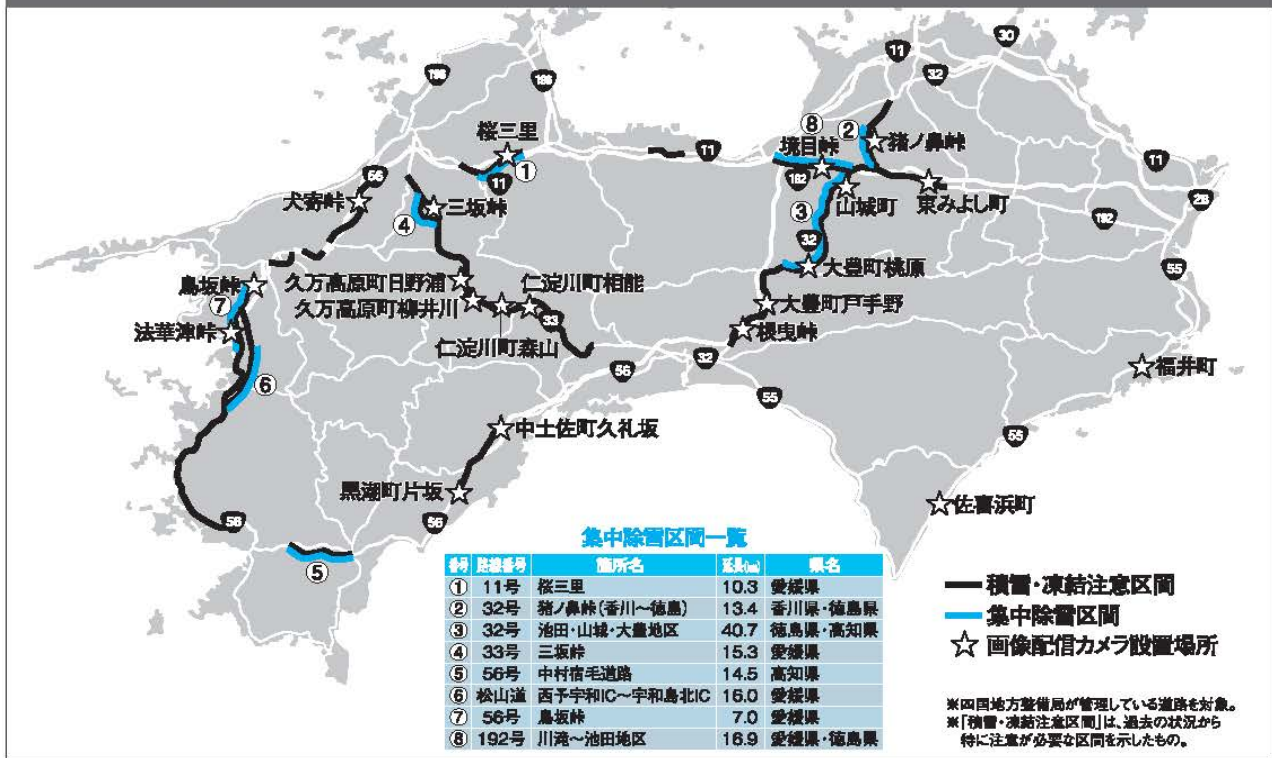 196
196
11
30
32
桜三里
⑧
②
境目峠
猪ノ鼻峠
①
11
11
11
56
犬寄峠
④
三坂峠
192
③
山城町
東みよし町
192
28
32
55
鳥坂峠
久万高原町日野浦
仁淀川町相能
大豊町桃原
⑦
久万高原町柳井川
大豊町戸手野
法華津峠
33
仁淀川町森山
根曳峠
⑥
56
32
福井町
55
中土佐町久礼坂
55
黒潮町片坂
佐喜浜町
56
56
⑤
集中除雪区間一覧
番号 路線番号 箇所名 延長(km) 県名
① 11号 桜三里 10.3 愛媛県
② 32号 猪ノ鼻峠(香川～徳島) 13.4 香川県・徳島県
③ 32号 池田・山城・大豊地区 40.7 徳島県・高知県
④ 33号 三坂峠 15.3 愛媛県
⑤ 56号 中村宿毛道路 14.5 高知県
⑥ 松山道 西予宇和IC～宇和島北IC 16.0 愛媛県
⑦ 56号 鳥坂峠 7.0 愛媛県
⑧ 192号 川滝～池田地区 16.9 愛媛県・徳島県
積雪・凍結注意区間
集中除雪区間
画像配信カメラ設置場所
※四国地方整備局が管理している道路を対象。
※「積雪・凍結注意区間」は、過去の状況から
特に注意が必要な区間を示したもの。